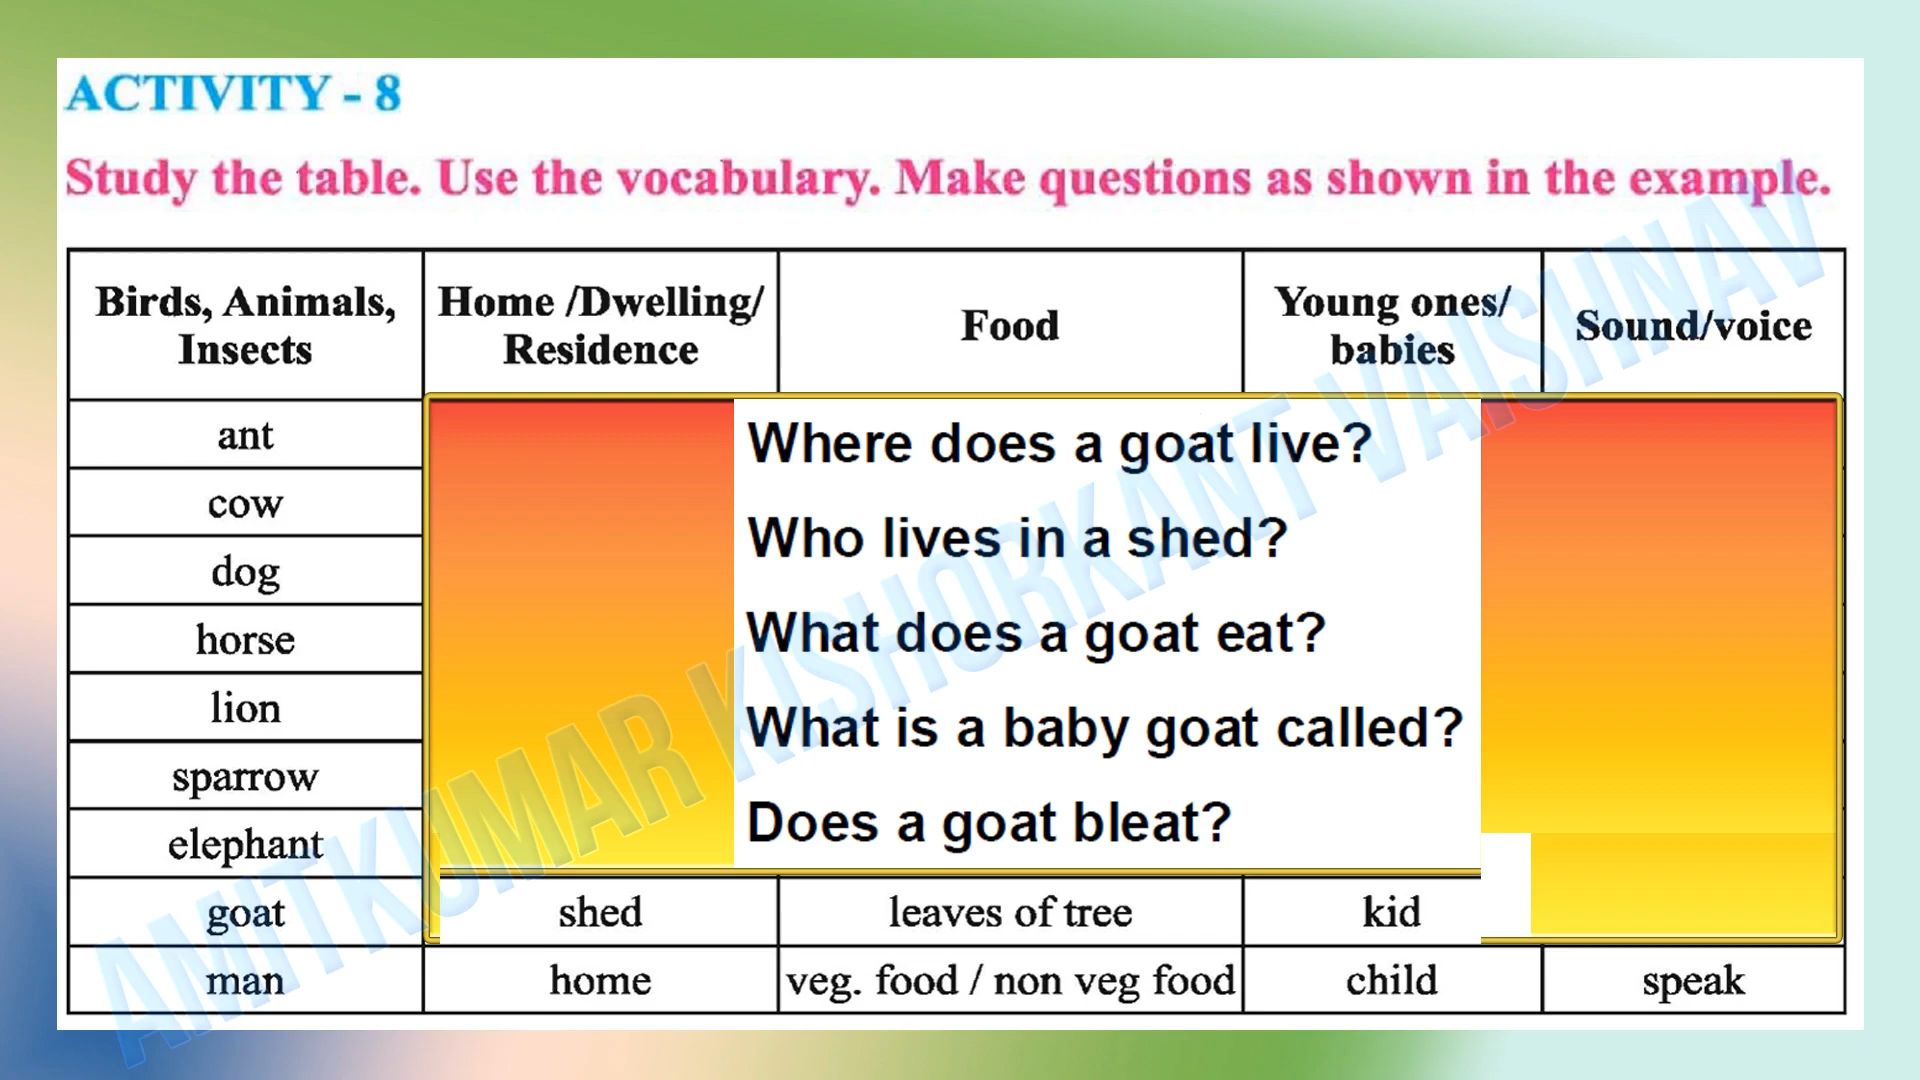 ACTIVITY - 8
Study the table. Use the vocabulary. Make questions as shown in the example.
Birds, Animals, Insects
Home /Dwelling/ Residence
Food
Young ones/ babies
Sound/voice
ant
cow
dog
horse
lion
sparrow
elephant
Where does a goat live?
Who lives in a shed?
What does a goat eat?
What is a baby goat called?
Does a goat bleat?
goat shed leaves of tree kid
man home veg. food / non veg food child speak
AMITKUMAR KISHORKANT VAISHNAV